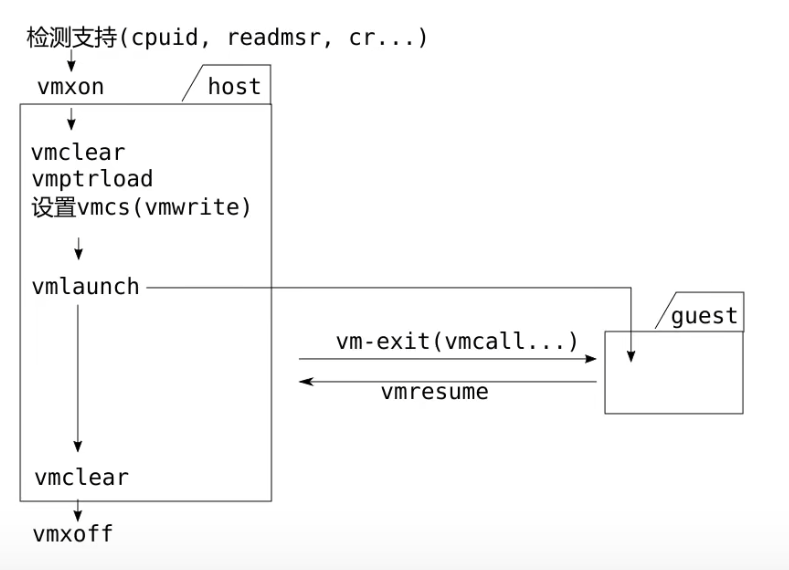 检测支持(cpuid, readmsr, cr...)
vmxon
host
vmclear
vmptrload
设置vmcs(vmwrite)
vmlaunch
guest
vm-exit(vmcall...)
vmresume
vmclear
vmxoff